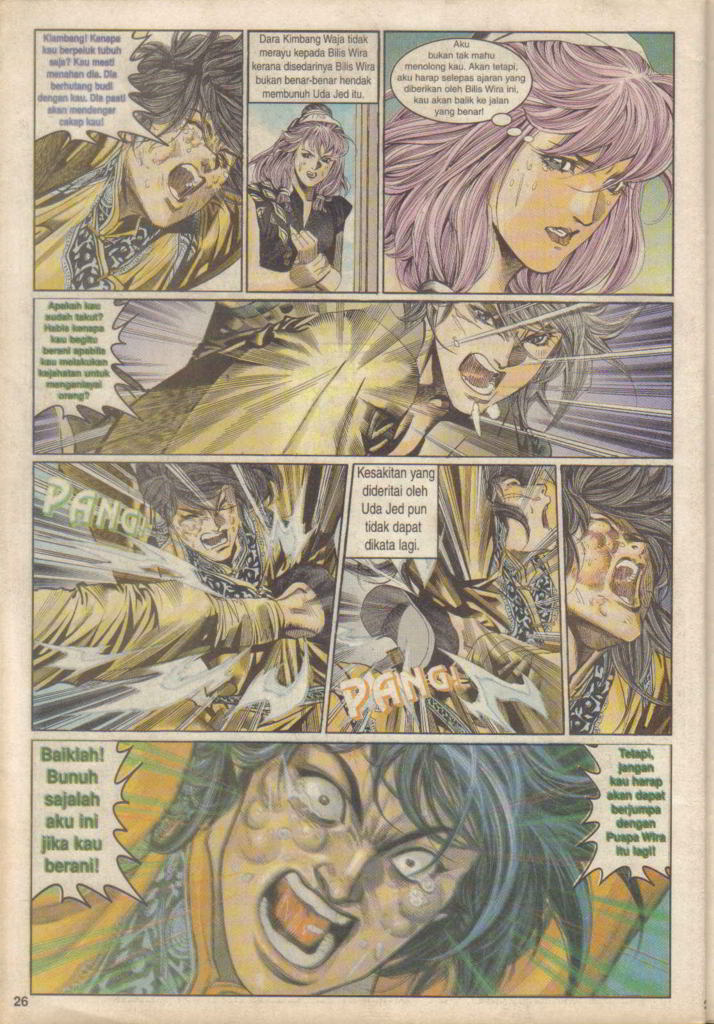 Kiambang! Kenapa
kau berpeluk tubuh
saja? Kau mesti
menahan dia. Dia
berhutang budi
dengan kau. Dia pasti
akan mendengar
cakap kau!
Dara Kimbang Waja tidak
merayu kepada Bilis Wira
kerana disedarinya Bilis Wira
bukan benar-benar hendak
membunuh Uda Jed itu.
Aku
bukan tak mahu
menolong kau. Akan tetapi,
aku harap selepas ajaran yang
diberikan oleh Bilis Wira ini,
kau akan balik ke jalan
yang benar!
Apakah kau
sudah takut?
Habis kenapa
kau begitu
berani apabila
kau melakukan
kejahatan untuk
menganiayai
orang?
PANG!
Kesakitan yang
dideritai oleh
Uda Jed pun
tidak dapat
dikata lagi.
PANG!
Baiklah!
Bunuh
sajalah
aku ini
jika kau
berani!
Tetapi,
jangan
kau harap
akan dapat
berjumpa
dengan
Puspa Wira
itu lagi!
26